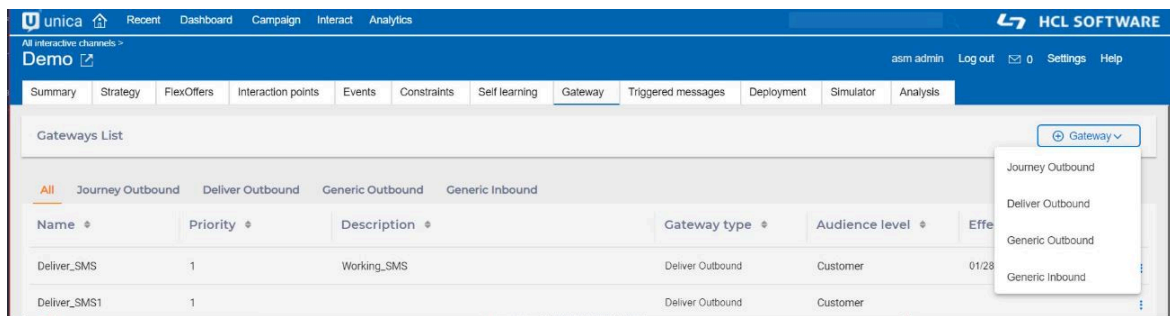 unica Recent Dashboard Campaign Interact Analytics HCL SOFTWARE
All interactive channels >
Demo asm admin Log out 0 Settings Help
Summary Strategy FlexOffers Interaction points Events Constraints Self learning Gateway Triggered messages Deployment Simulator Analysis
Gateways List Gateway
Journey Outbound
All Journey Outbound Deliver Outbound Generic Outbound Generic Inbound
Deliver Outbound
Name Priority Description Gateway type Audience level Effe
Generic Outbound
Deliver_SMS 1 Working_SMS Deliver Outbound Customer 01/28
Generic Inbound
Deliver_SMS1 1 Deliver Outbound Customer